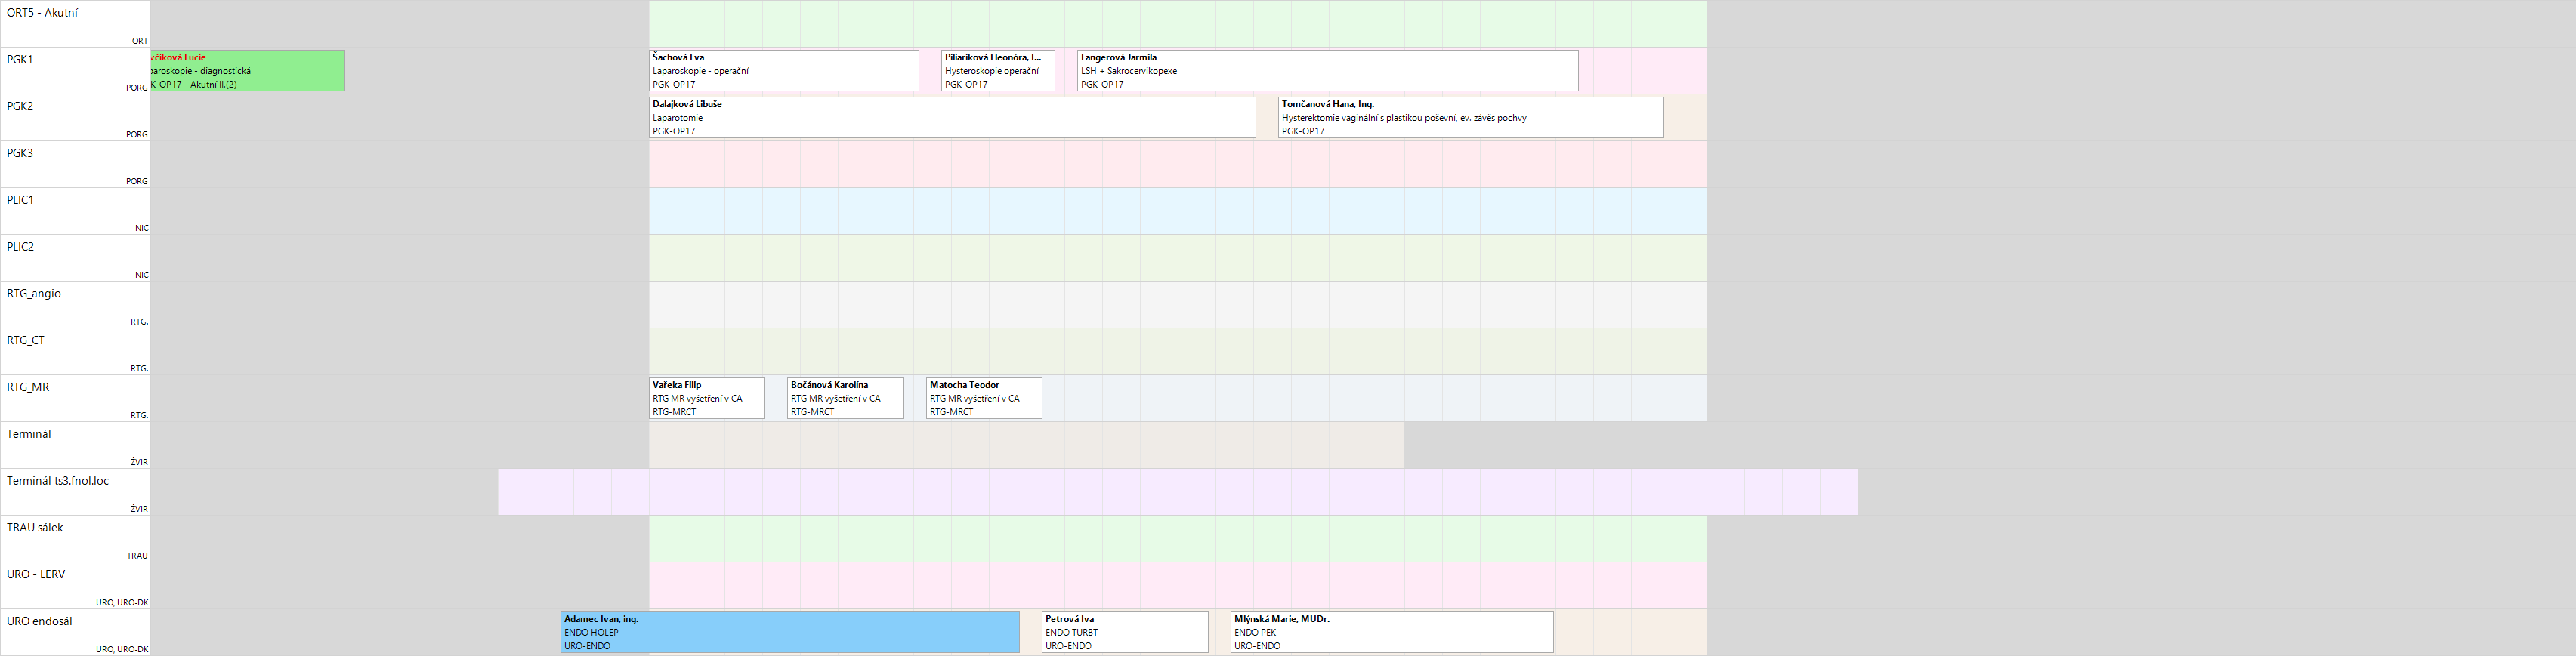 ORT5 - Akutní
ORT
PGK1
PORG
včíková Lucie
paroskopie - diagnostická
K-OP17 - Akutní II.(2)
Šachová Eva
Laparoskopie - operační
PGK-OP17
Piliariková Eleonóra, I...
Hysteroskopie operační
PGK-OP17
Langerová Jarmila
LSH + Sakrocervikopexe
PGK-OP17
PGK2
PORG
Dalajková Libuše
Laparotomie
PGK-OP17
Tomčanová Hana, Ing.
Hysterektomie vaginální s plastikou poševní, ev. závěs pochvy
PGK-OP17
PGK3
PORG
PLIC1
NIC
PLIC2
NIC
RTG_angio
RTG.
RTG_CT
RTG.
RTG_MR
RTG.
Vařeka Filip
RTG MR vyšetření v CA
RTG-MRCT
Bočánová Karolína
RTG MR vyšetření v CA
RTG-MRCT
Matocha Teodor
RTG MR vyšetření v CA
RTG-MRCT
Terminál
ŽVIR
Terminál ts3.fnol.loc
ŽVIR
TRAU sálek
TRAU
URO - LERV
URO, URO-DK
URO endosál
URO, URO-DK
Adamec Ivan, ing.
ENDO HOLEP
URO-ENDO
Petrová Iva
ENDO TURBT
URO-ENDO
Mlýnská Marie, MUDr.
ENDO PEK
URO-ENDO